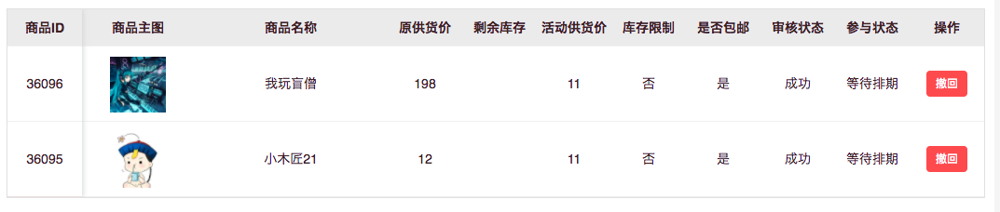 商品ID 商品主图 商品名称 原供货价 剩余库存 活动供货价 库存限制 是否包邮 审核状态 参与状态 操作
36096 我玩盲僧 198 11 否 是 成功 等待排期 撤回
36095 小木匠21 12 11 否 是 成功 等待排期 撤回